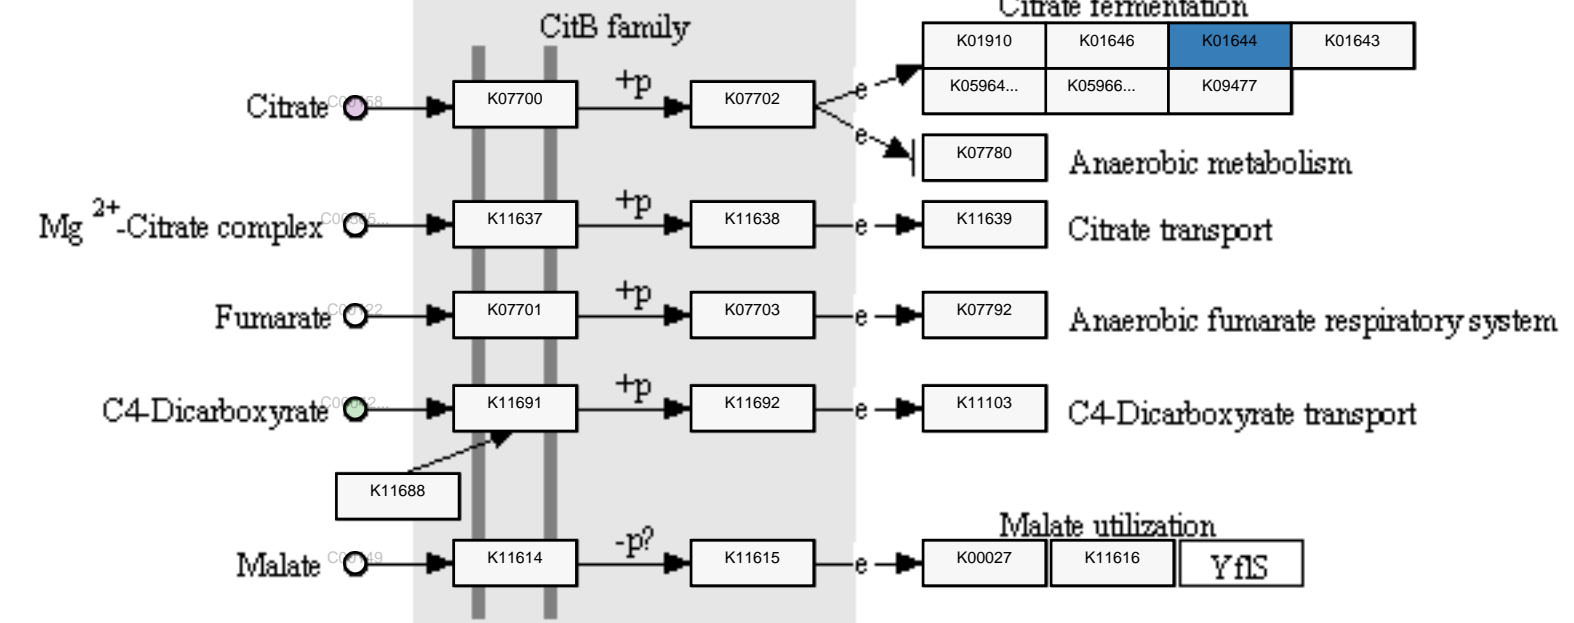 Citrate fermentation
CitB family
K01910 K01646 K01644 K01643
K05964... K05966... K09477
Citrate K07700 +p K07702 e
e K07780 Anaerobic metabolism
Mg 2+-Citrate complex K11637 +p K11638 e K11639 Citrate transport
Fumarate K07701 +p K07703 e K07792 Anaerobic fumarate respiratory system
C4-Dicarboxyrate K11691 +p K11692 e K11103 C4-Dicarboxyrate transport
K11688
Malate utilization
Malate K11614 -p? K11615 e K00027 K11616 YflS